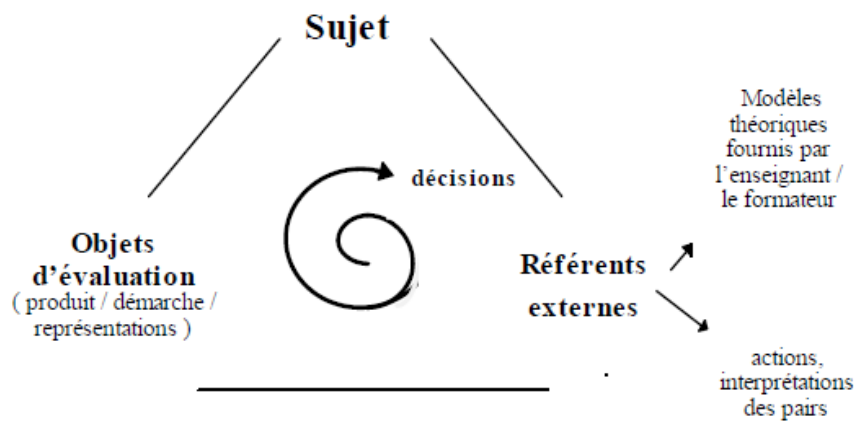 Sujet
décisions
Objets
d'évaluation
( produit / démarche /
représentations )
Référents
externes
Modèles
théoriques
fournis par
l'enseignant /
le formateur
actions,
interprétations
des pairs